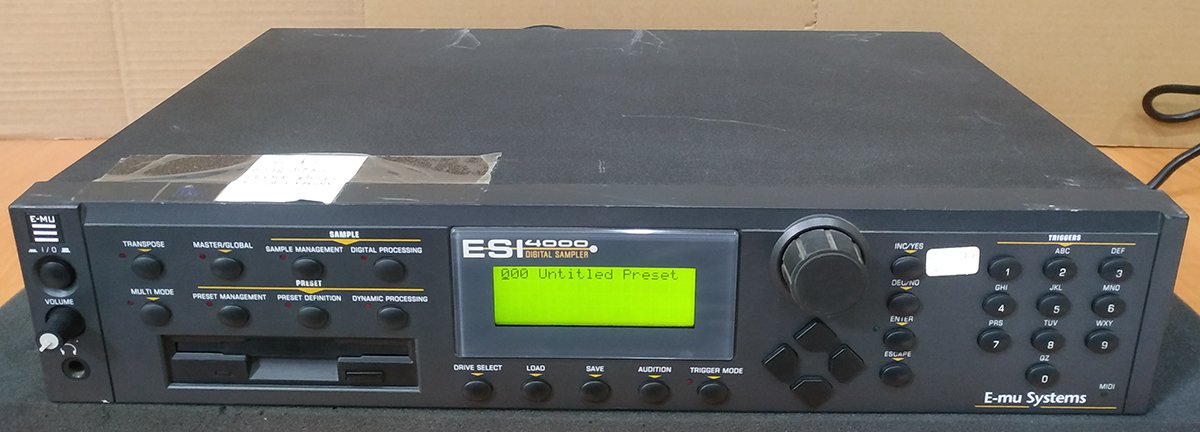 E-MU
I/O
VOLUME
TRANSPOSE
MASTER/GLOBAL
SAMPLE
SAMPLE MANAGEMENT
DIGITAL PROCESSING
MULTI MODE
PRESET
PRESET MANAGEMENT
PRESET DEFINITION
DYNAMIC PROCESSING
ESI 4000
DIGITAL SAMPLER
000 Untitled Preset
DRIVE SELECT
LOAD
SAVE
AUDITION
TRIGGER MODE
INC/YES
DEC/NO
ENTER
ESCAPE
TRIGGERS
ABC
DEF
1
2
3
GHI
JKL
MNO
4
5
6
PRS
TUV
WXY
7
8
9
QZ
0
MIDI
E-mu Systems